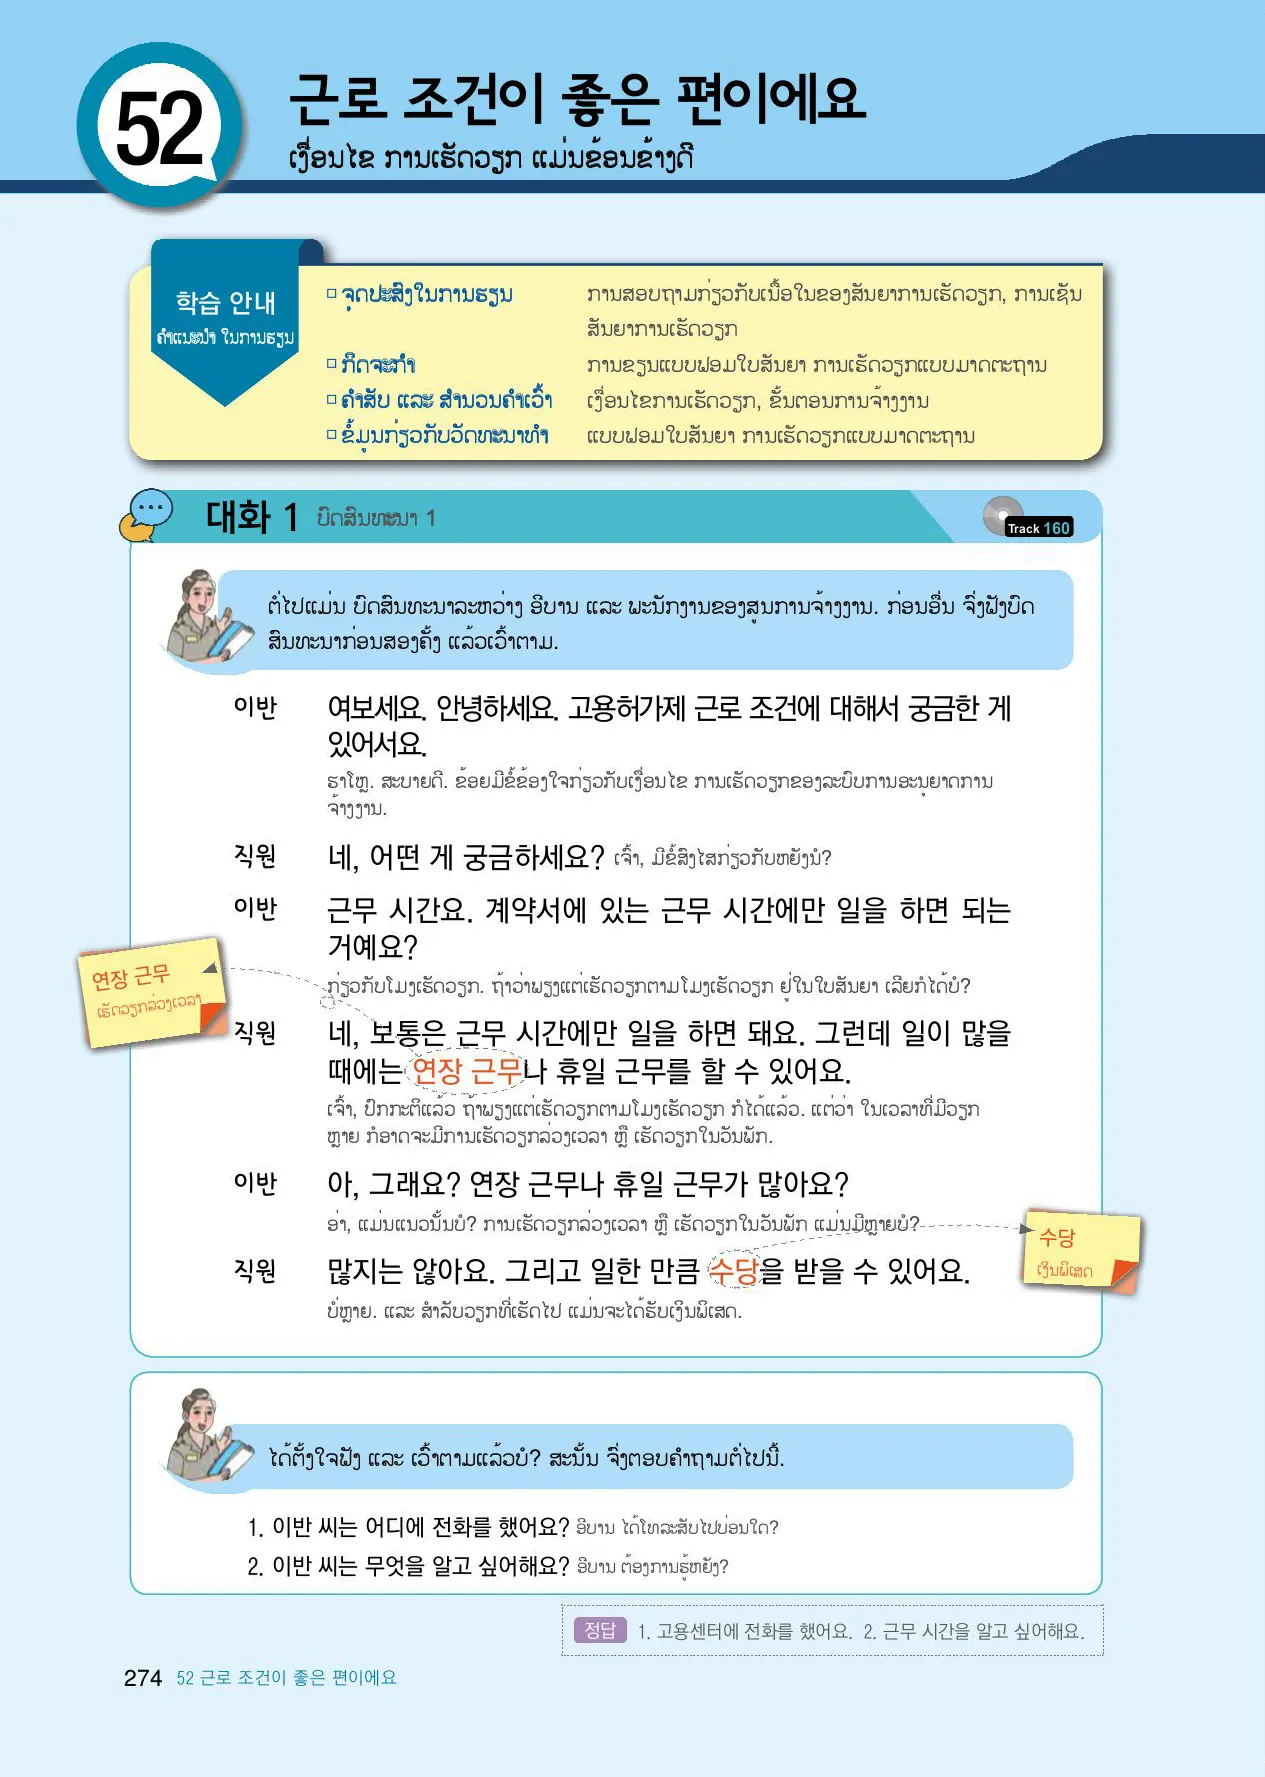 52
근로 조건이 좋은 편이에요
ເງື່ອນໄຂ ການເຮັດວຽກ ແມ່ນຂ້ອນຂ້າງດີ
학습 안내
ຄຳແນະນຳ ໃນການຮຽນ
□ ຈຸດປະສົງໃນການຮຽນ ການສອບຖາມກ່ຽວກັບເນື້ອໃນຂອງສັນຍາການເຮັດວຽກ, ການເຊັນ
ສັນຍາການເຮັດວຽກ
□ ກິດຈະກຳ ການຂຽນແບບຟອມໃບສັນຍາ ການເຮັດວຽກແບບມາດຕະຖານ
□ ຄຳສັບ ແລະ ສຳນວນຄຳເວົ້າ ເງື່ອນໄຂການເຮັດວຽກ, ຂັ້ນຕອນການຈ້າງງານ
□ ຂໍ້ມູນກ່ຽວກັບວັດທະນາທຳ ແບບຟອມໃບສັນຍາ ການເຮັດວຽກແບບມາດຕະຖານ
대화 1 ບົດສົນທະນາ 1
Track 160
ຕໍ່ໄປແມ່ນ ບົດສົນທະນາລະຫວ່າງ ອີບານ ແລະ ພະນັກງານຂອງສູນການຈ້າງງານ. ກ່ອນອື່ນ ຈົ່ງຟັງບົດ
ສົນທະນາກ່ອນສອງຄັ້ງ ແລ້ວເວົ້າຕາມ.
이반 여보세요. 안녕하세요. 고용허가제 근로 조건에 대해서 궁금한 게
있어서요.
ຮາໂຫຼ. ສະບາຍດີ. ຂ້ອຍມີຂໍ້ຂ້ອງໃຈກ່ຽວກັບເງື່ອນໄຂ ການເຮັດວຽກຂອງລະບົບການອະນຸຍາດການ
ຈ້າງງານ.
직원 네, 어떤 게 궁금하세요? ເຈົ້າ, ມີຂໍ້ສົງໄສກ່ຽວກັບຫຍັງນໍ?
이반 근무 시간요. 계약서에 있는 근무 시간에만 일을 하면 되는
거예요?
ກ່ຽວກັບໂມງເຮັດວຽກ. ຖ້າວ່າພຽງແຕ່ເຮັດວຽກຕາມໂມງເຮັດວຽກ ຢູ່ໃນໃບສັນຍາ ເລີຍກໍໄດ້ບໍ?
연장 근무
ເຮັດວຽກລ່ວງເວລາ
직원 네, 보통은 근무 시간에만 일을 하면 돼요. 그런데 일이 많을
때에는 연장 근무나 휴일 근무를 할 수 있어요.
ເຈົ້າ, ປົກກະຕິແລ້ວ ຖ້າພຽງແຕ່ເຮັດວຽກຕາມໂມງເຮັດວຽກ ກໍໄດ້ແລ້ວ. ແຕ່ວ່າ ໃນເວລາທີ່ມີວຽກ
ຫຼາຍ ກໍອາດຈະມີການເຮັດວຽກລ່ວງເວລາ ຫຼື ເຮັດວຽກໃນວັນພັກ.
이반 아, 그래요? 연장 근무나 휴일 근무가 많아요?
ອ່າ, ແມ່ນແນວນັ້ນບໍ? ການເຮັດວຽກລ່ວງເວລາ ຫຼື ເຮັດວຽກໃນວັນພັກ ແມ່ນມີຫຼາຍບໍ?
수당
ເງິນພິເສດ
직원 많지는 않아요. 그리고 일한 만큼 수당을 받을 수 있어요.
ບໍ່ຫຼາຍ. ແລະ ສຳລັບວຽກທີ່ເຮັດໄປ ແມ່ນຈະໄດ້ຮັບເງິນພິເສດ.
ໄດ້ຕັ້ງໃຈຟັງ ແລະ ເວົ້າຕາມແລ້ວບໍ? ສະນັ້ນ ຈົ່ງຕອບຄຳຖາມຕໍ່ໄປນີ້.
1. 이반 씨는 어디에 전화를 했어요? ອີບານ ໄດ້ໂທລະສັບໄປບ່ອນໃດ?
2. 이반 씨는 무엇을 알고 싶어해요? ອີບານ ຕ້ອງການຮູ້ຫຍັງ?
정답 1. 고용센터에 전화를 했어요. 2. 근무 시간을 알고 싶어해요.
274 52 근로 조건이 좋은 편이에요